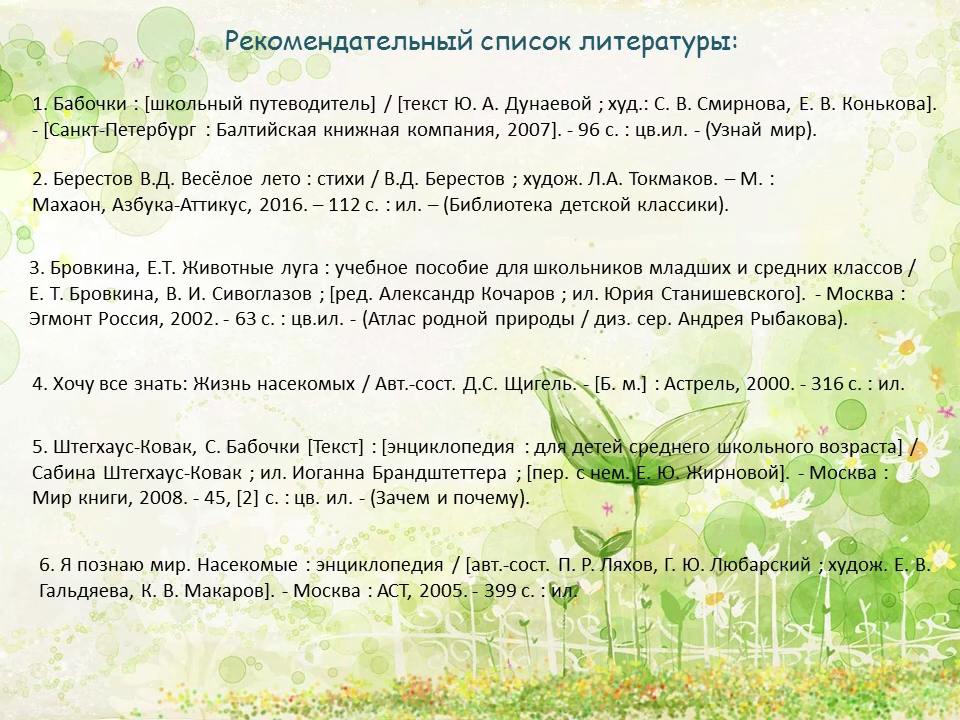 Рекомендательный список литературы:
1. Бабочки : [школьный путеводитель] / [текст Ю. А. Дунаевой ; худ.: С. В. Смирнова, Е. В. Конькова].
- [Санкт-Петербург : Балтийская книжная компания, 2007]. - 96 с. : цв.ил. - (Узнай мир).
2. Берестов В.Д. Весёлое лето : стихи / В.Д. Берестов ; худож. Л.А. Токмаков. – М. :
Махаон, Азбука-Аттикус, 2016. – 112 с. : ил. – (Библиотека детской классики).
3. Бровкина, Е.Т. Животные луга : учебное пособие для школьников младших и средних классов /
Е. Т. Бровкина, В. И. Сивоглазов ; [ред. Александр Кочаров ; ил. Юрия Станишевского]. - Москва :
Эгмонт Россия, 2002. - 63 с. : цв.ил. - (Атлас родной природы / диз. сер. Андрея Рыбакова).
4. Хочу все знать: Жизнь насекомых / Авт.-сост. Д.С. Щигель. - [Б. м.] : Астрель, 2000. - 316 с. : ил.
5. Штегхаус-Ковак, С. Бабочки [Текст] : [энциклопедия : для детей среднего школьного возраста] /
Сабина Штегхаус-Ковак ; ил. Иоганна Брандштеттера ; [пер. с нем. Е. Ю. Жирновой]. - Москва :
Мир книги, 2008. - 45, [2] с. : цв. ил. - (Зачем и почему).
6. Я познаю мир. Насекомые : энциклопедия / [авт.-сост. П. Р. Ляхов, Г. Ю. Любарский ; худож. Е. В.
Гальдяева, К. В. Макаров]. - Москва : АСТ, 2005. - 399 с. : ил.